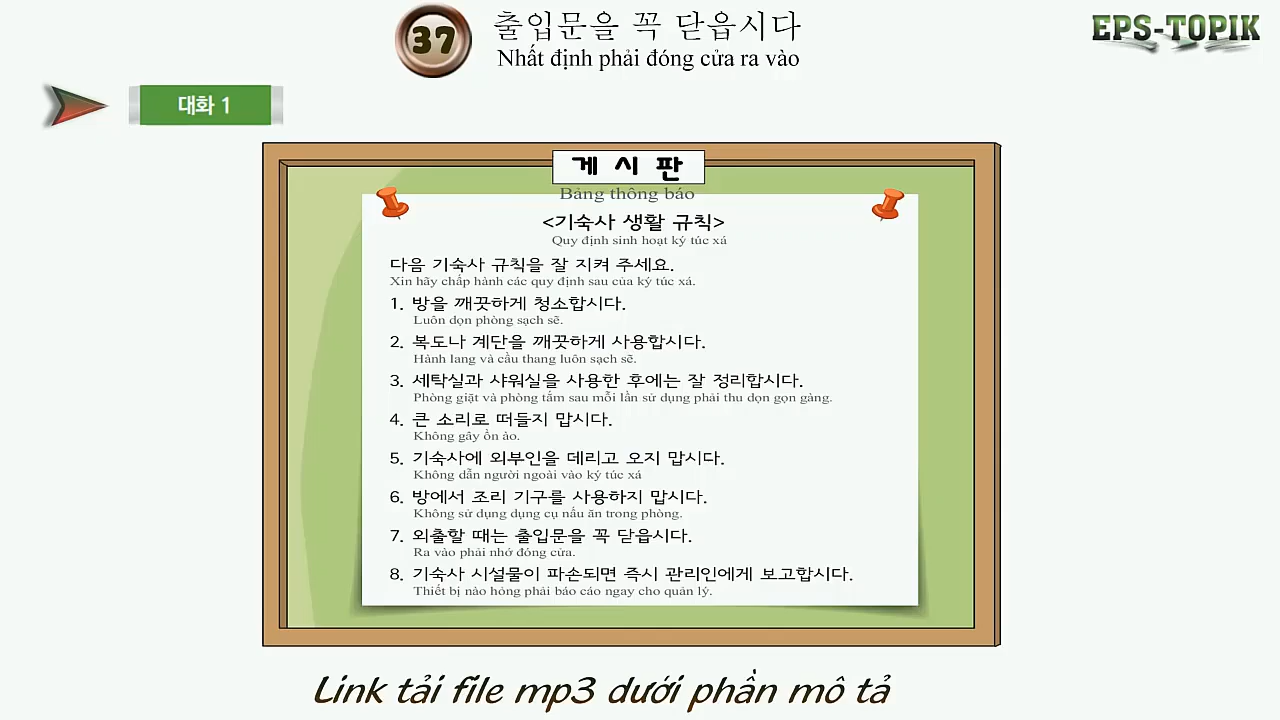 37
출입문을 꼭 닫읍시다
Nhất định phải đóng cửa ra vào
EPS-TOPIK
대화 1
게 시 판
Bảng thông báo
<기숙사 생활 규칙>
Quy định sinh hoạt ký túc xá
다음 기숙사 규칙을 잘 지켜 주세요.
Xin hãy chấp hành các quy định sau của ký túc xá.
1. 방을 깨끗하게 청소합시다.
Luôn dọn phòng sạch sẽ.
2. 복도나 계단을 깨끗하게 사용합시다.
Hành lang và cầu thang luôn sạch sẽ.
3. 세탁실과 샤워실을 사용한 후에는 잘 정리합시다.
Phòng giặt và phòng tắm sau mỗi lần sử dụng phải thu dọn gọn gàng.
4. 큰 소리로 떠들지 맙시다.
Không gây ồn ào.
5. 기숙사에 외부인을 데리고 오지 맙시다.
Không dẫn người ngoài vào ký túc xá
6. 방에서 조리 기구를 사용하지 맙시다.
Không sử dụng dụng cụ nấu ăn trong phòng.
7. 외출할 때는 출입문을 꼭 닫읍시다.
Ra vào phải nhớ đóng cửa.
8. 기숙사 시설물이 파손되면 즉시 관리인에게 보고합시다.
Thiết bị nào hỏng phải báo cáo ngay cho quản lý.
Link tải file mp3 dưới phần mô tả